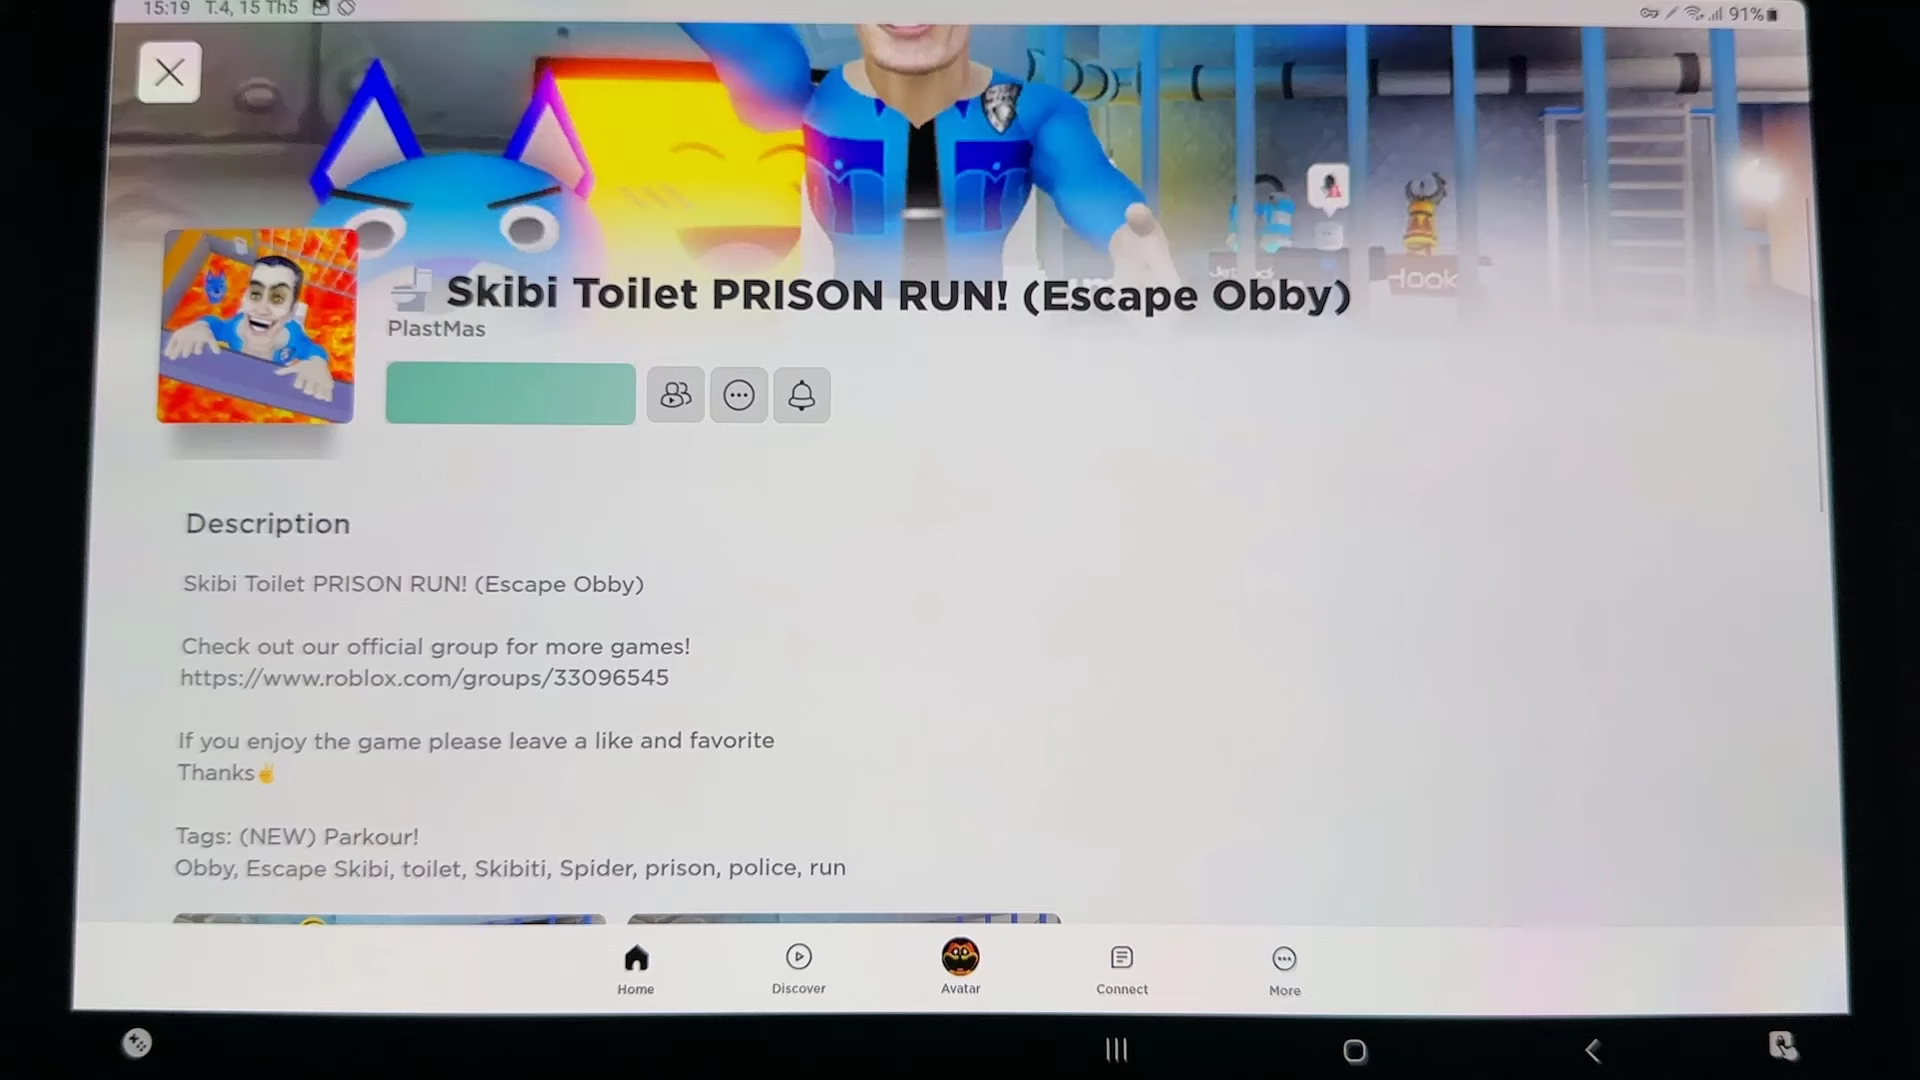 15:19 T.4, 15 Th5
91%
Jetpack
Hook
Skibi Toilet PRISON RUN! (Escape Obby)
PlastMas
Description
Skibi Toilet PRISON RUN! (Escape Obby)
Check out our official group for more games!
https://www.roblox.com/groups/33096545
If you enjoy the game please leave a like and favorite
Thanks✌
Tags: (NEW) Parkour!
Obby, Escape Skibi, toilet, Skibiti, Spider, prison, police, run
Home
Discover
Avatar
Connect
More